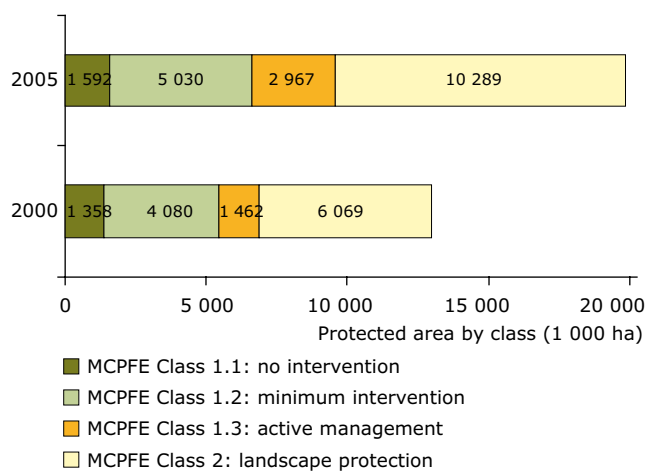 2005
1 592 5 030 2 967 10 289
2000
1 358 4 080 1 462 6 069
0 5 000 10 000 15 000 20 000
Protected area by class (1 000 ha)
MCPFE Class 1.1: no intervention
MCPFE Class 1.2: minimum intervention
MCPFE Class 1.3: active management
MCPFE Class 2: landscape protection